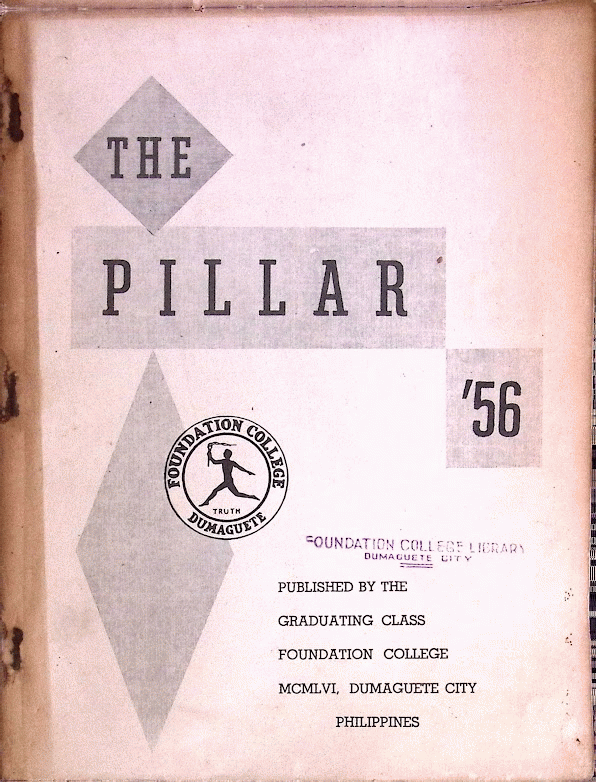 THE
PILLAR
'56
FOUNDATION COLLEGE
TRUTH
DUMAGUETE
FOUNDATION COLLEGE LIBRARY
DUMAGUETE CITY
PUBLISHED BY THE
GRADUATING CLASS
FOUNDATION COLLEGE
MCMLVI, DUMAGUETE CITY
PHILIPPINES